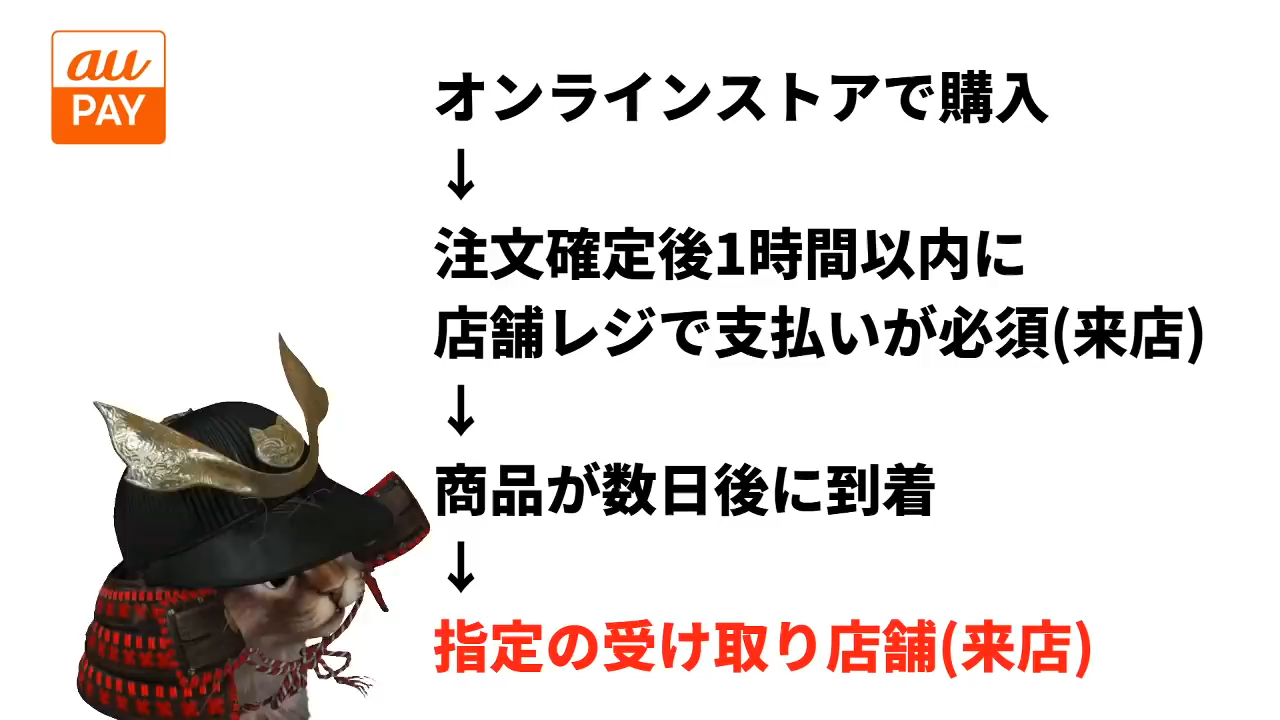 au
PAY
オンラインストアで購入
↓
注文確定後1時間以内に
店舗レジで支払いが必須(来店)
↓
商品が数日後に到着
↓
指定の受け取り店舗(来店)